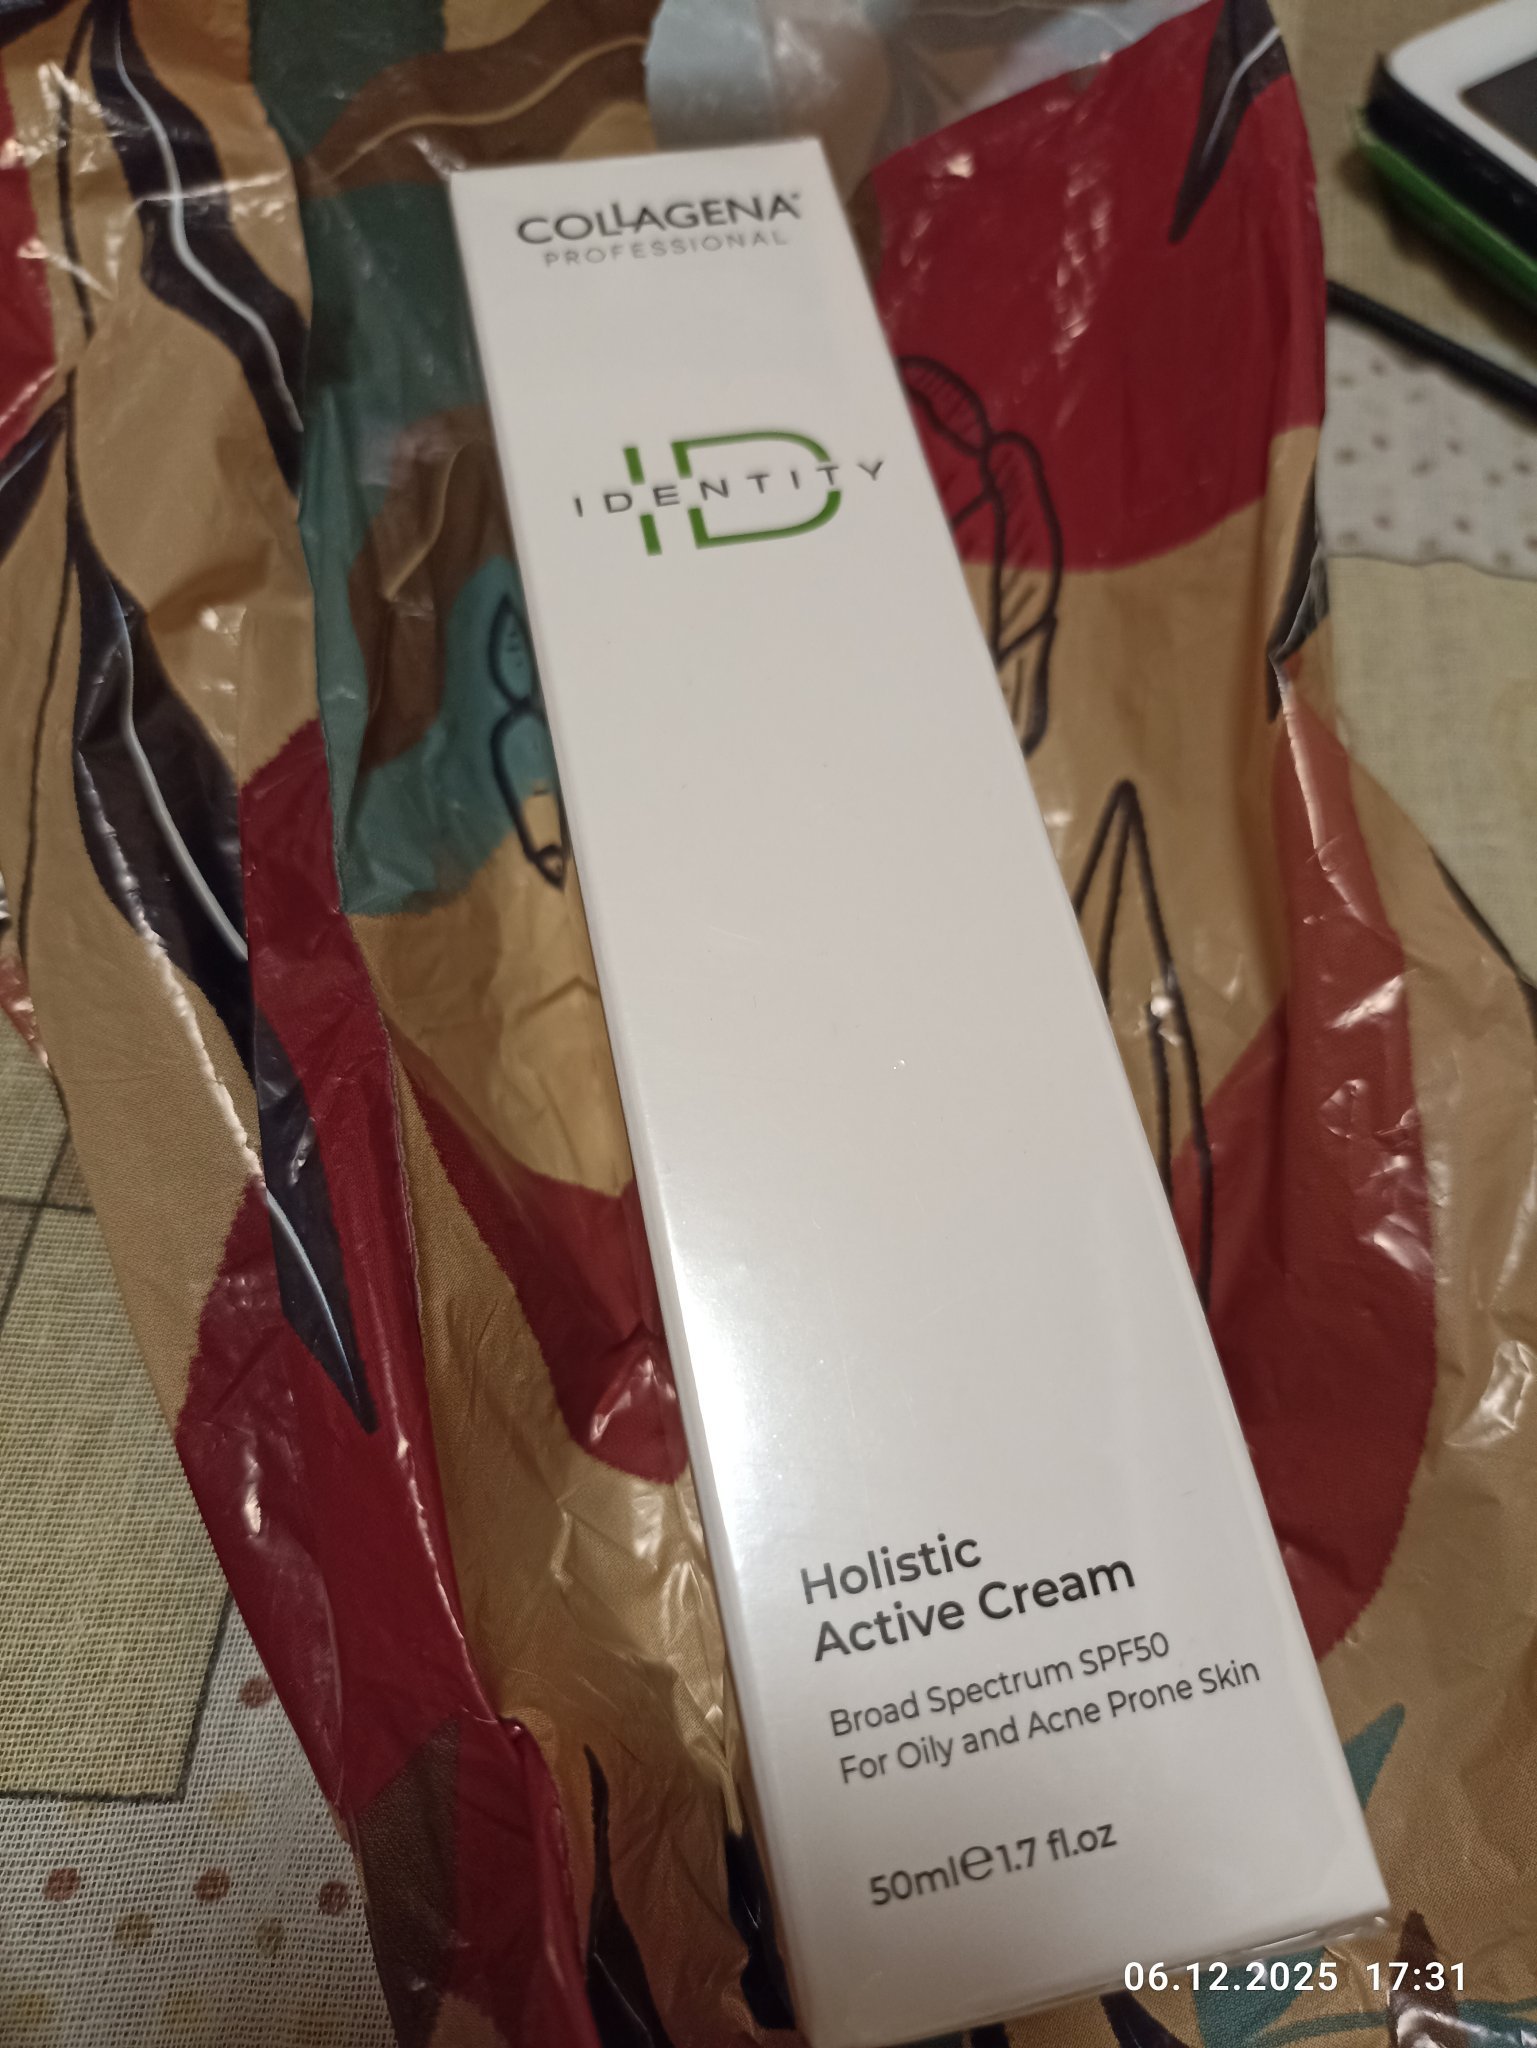 COLLAGENA®
PROFESSIONAL
ID
IDENTITY
Holistic
Active Cream
Broad Spectrum SPF50
For Oily and Acne Prone Skin
50ml℮1.7 fl.oz
06.12.2025 17:31